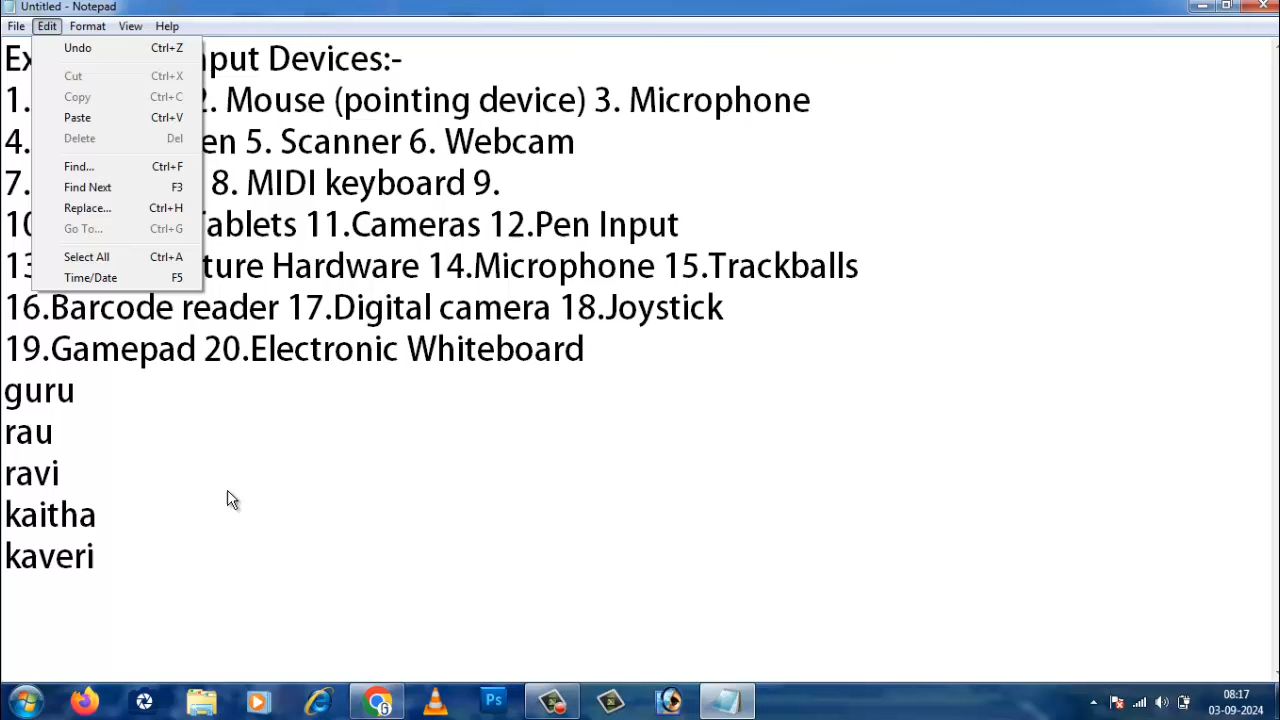 Untitled - Notepad
File Edit Format View Help
Undo Ctrl+Z
Cut Ctrl+X
Copy Ctrl+C
Paste Ctrl+V
Delete Del
Find... Ctrl+F
Find Next F3
Replace... Ctrl+H
Go To... Ctrl+G
Select All Ctrl+A
Time/Date F5
Devices:-
1. 2. Mouse (pointing device) 3. Microphone
4. 5. Scanner 6. Webcam
7. 8. MIDI keyboard 9.
10 Tablets 11.Cameras 12.Pen Input
13 Hardware 14.Microphone 15.Trackballs
16.Barcode reader 17.Digital camera 18.Joystick
19.Gamepad 20.Electronic Whiteboard
guru
rau
ravi
kaitha
kaveri
Ps
G
08:17
03-09-2024